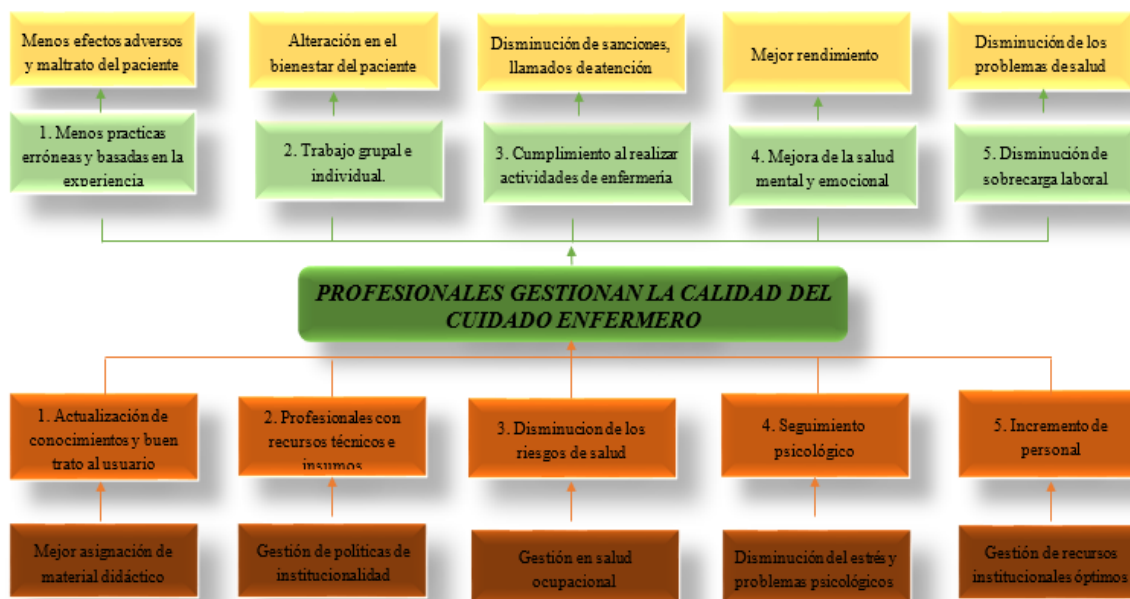 Menos efectos adversos
y maltrato del paciente
Alteración en el
bienestar del paciente
Disminución de sanciones,
llamados de atención
Mejor rendimiento
Disminución de los
problemas de salud
1. Menos practicas
erróneas y basadas en la
experiencia
2. Trabajo grupal e
individual.
3. Cumplimiento al realizar
actividades de enfermería
4. Mejora de la salud
mental y emocional
5. Disminución de
sobrecarga laboral
PROFESIONALES GESTIONAN LA CALIDAD DEL
CUIDADO ENFERMERO
1. Actualización de
conocimientos y buen
trato al usuario
2. Profesionales con
recursos técnicos e
insumos
3. Disminucion de los
riesgos de salud
4. Seguimiento
psicológico
5. Incremento de
personal
Mejor asignación de
material didáctico
Gestión de políticas de
institucionalidad
Gestión en salud
ocupacional
Disminución del estrés y
problemas psicológicos
Gestión de recursos
institucionales óptimos